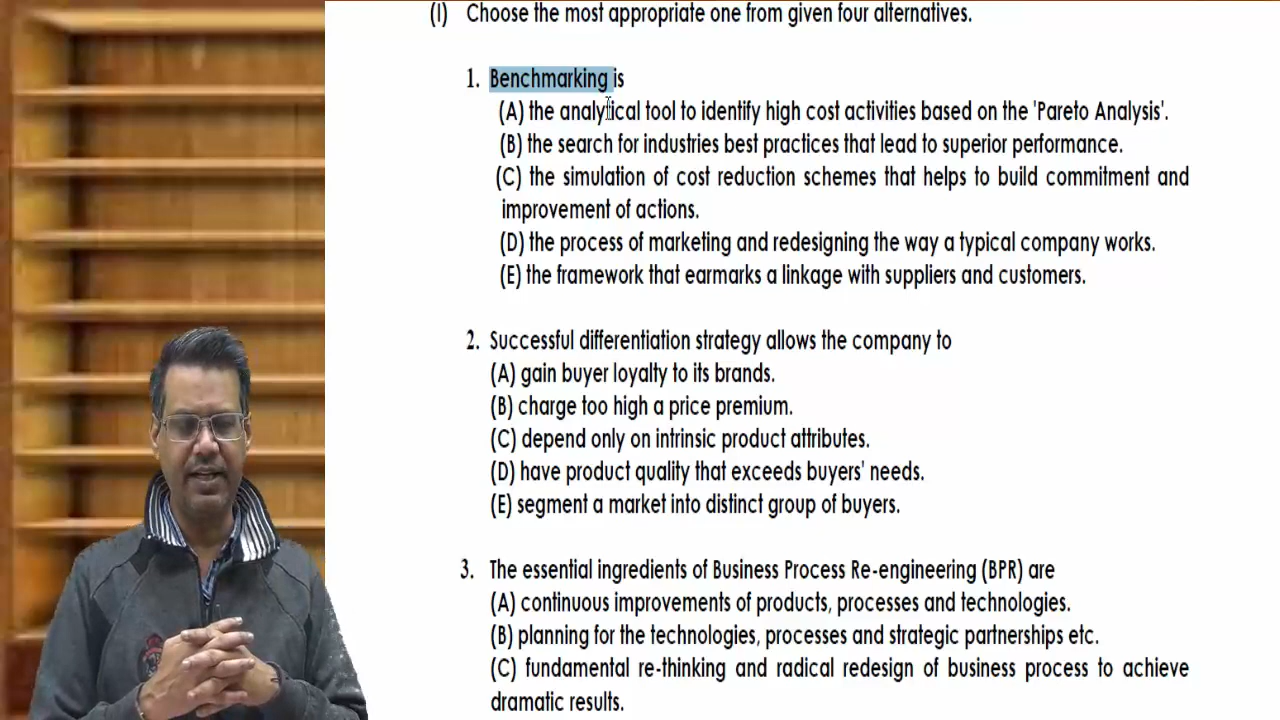 (I) Choose the most appropriate one from given four alternatives.
1. Benchmarking is
(A) the analytical tool to identify high cost activities based on the 'Pareto Analysis'.
(B) the search for industries best practices that lead to superior performance.
(C) the simulation of cost reduction schemes that helps to build commitment and
improvement of actions.
(D) the process of marketing and redesigning the way a typical company works.
(E) the framework that earmarks a linkage with suppliers and customers.
2. Successful differentiation strategy allows the company to
(A) gain buyer loyalty to its brands.
(B) charge too high a price premium.
(C) depend only on intrinsic product attributes.
(D) have product quality that exceeds buyers' needs.
(E) segment a market into distinct group of buyers.
3. The essential ingredients of Business Process Re-engineering (BPR) are
(A) continuous improvements of products, processes and technologies.
(B) planning for the technologies, processes and strategic partnerships etc.
(C) fundamental re-thinking and radical redesign of business process to achieve
dramatic results.